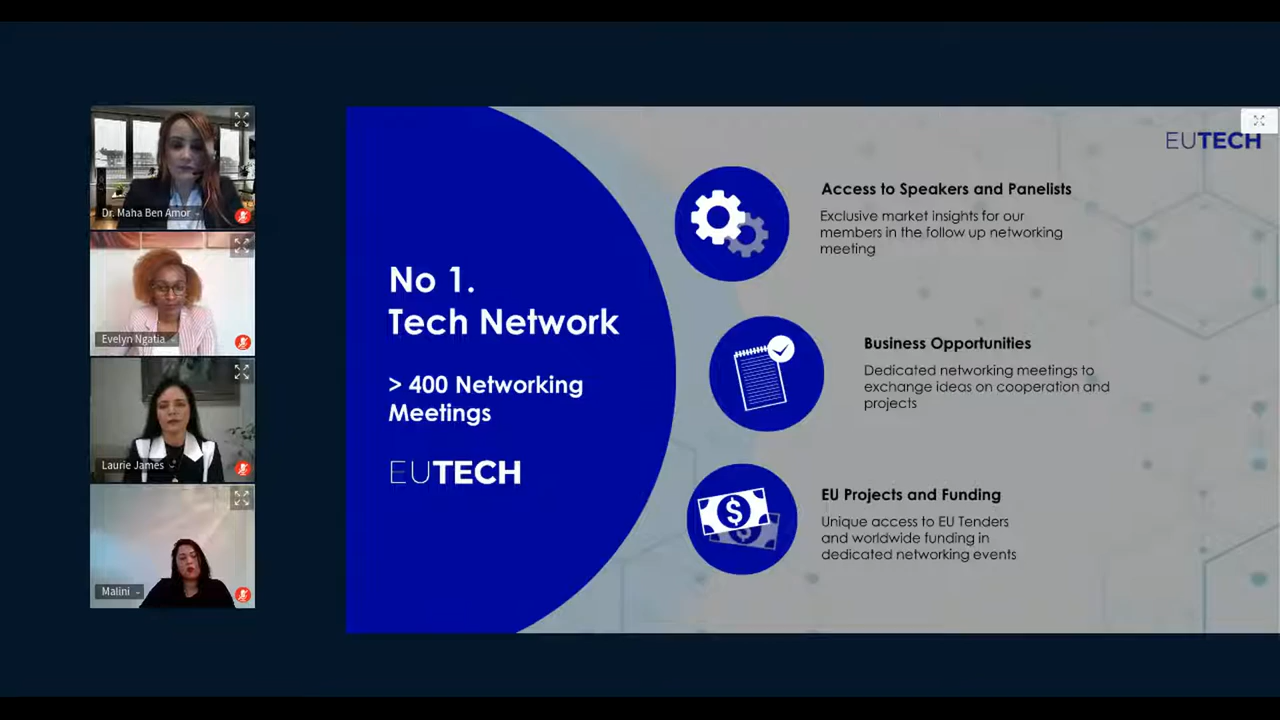 Dr. Maha Ben Amor
Evelyn Ngatia
Laurie James
Malini
No 1.
Tech Network
> 400 Networking
Meetings
EUTECH
EUTECH
Access to Speakers and Panelists
Exclusive market insights for our
members in the follow up networking
meeting
Business Opportunities
Dedicated networking meetings to
exchange ideas on cooperation and
projects
EU Projects and Funding
Unique access to EU Tenders
and worldwide funding in
dedicated networking events